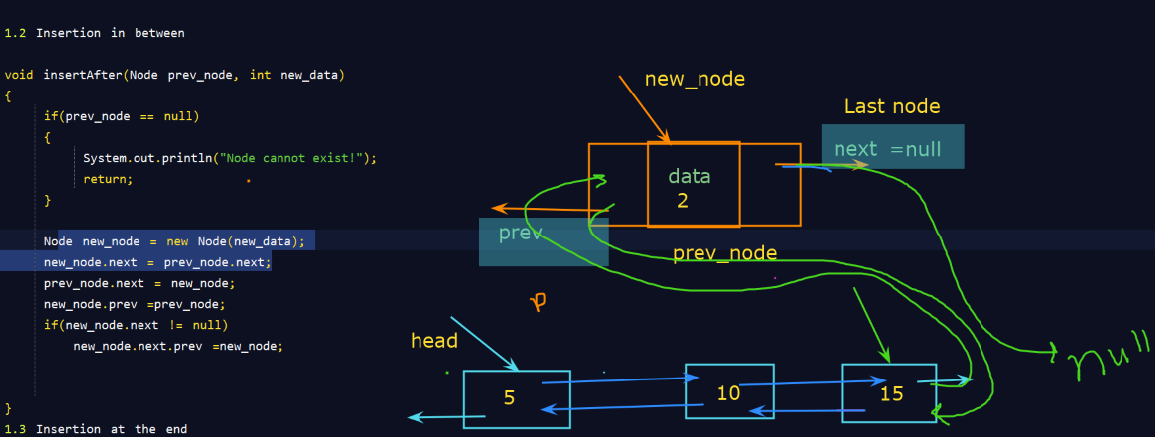 1.2 Insertion in between
void insertAfter(Node prev_node, int new_data)
{
if(prev_node == null)
{
System.out.println("Node cannot exist!");
return;
}
Node new_node = new Node(new_data);
new_node.next = prev_node.next;
prev_node.next = new_node;
new_node.prev =prev_node;
if(new_node.next != null)
new_node.next.prev =new_node;
}
1.3 Insertion at the end
new_node
Last node
next =null
data
2
prev
prev_node
p
head
5
10
15
null